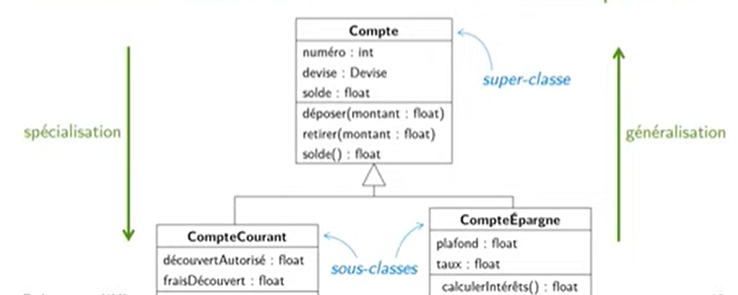 Compte
numéro : int
devise : Devise
solde : float
super-classe
déposer(montant : float)
retirer(montant : float)
solde() : float
spécialisation
généralisation
CompteCourant
découvertAutorisé : float
fraisDécouvert : float
sous-classes
CompteÉpargne
plafond : float
taux : float
calculerIntérêts() : float